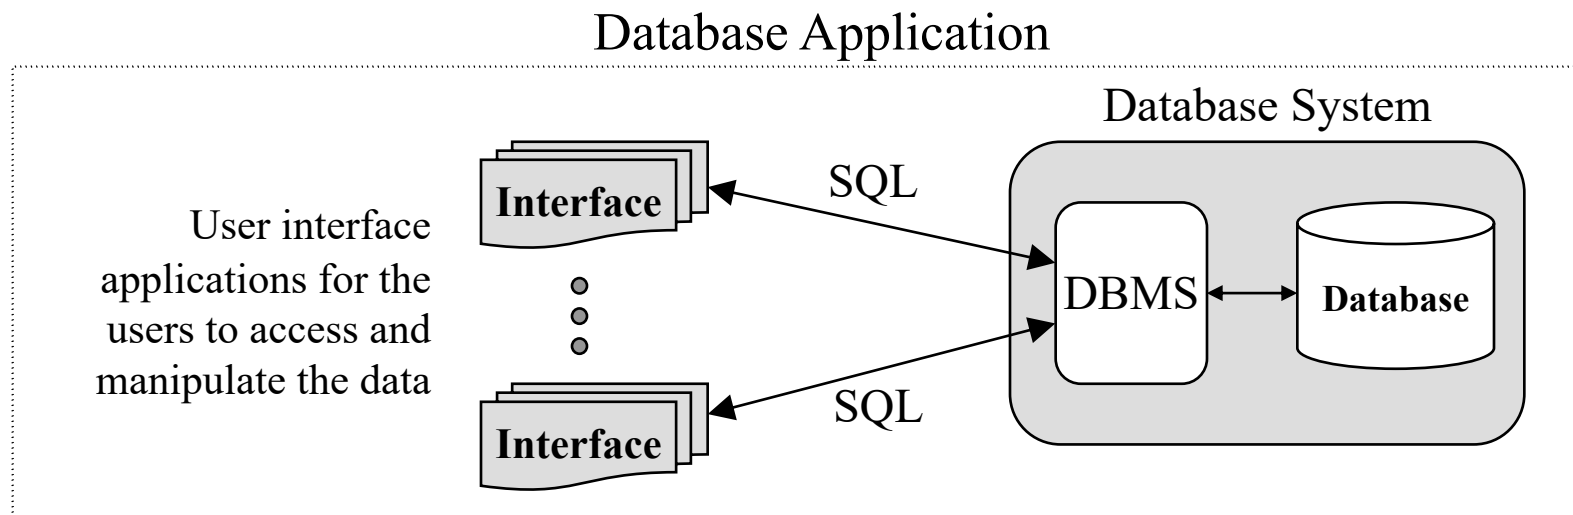 Database Application
Database System
Interface
SQL
User interface
applications for the
users to access and
manipulate the data
DBMS
Database
SQL
Interface